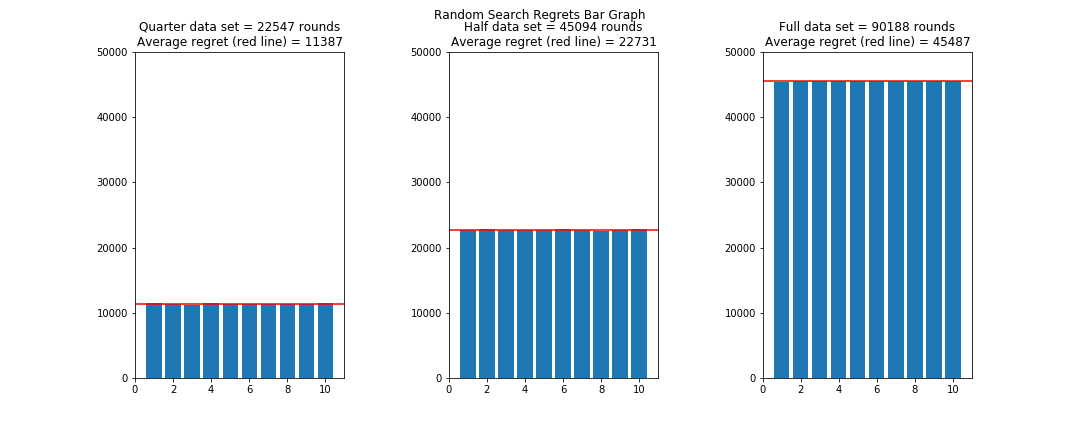 Random Search Regrets Bar Graph
Quarter data set = 22547 rounds
Average regret (red line) = 11387
50000
40000
30000
20000
10000
0
0 2 4 6 8 10
Half data set = 45094 rounds
Average regret (red line) = 22731
50000
40000
30000
20000
10000
0
0 2 4 6 8 10
Full data set = 90188 rounds
Average regret (red line) = 45487
50000
40000
30000
20000
10000
0
0 2 4 6 8 10